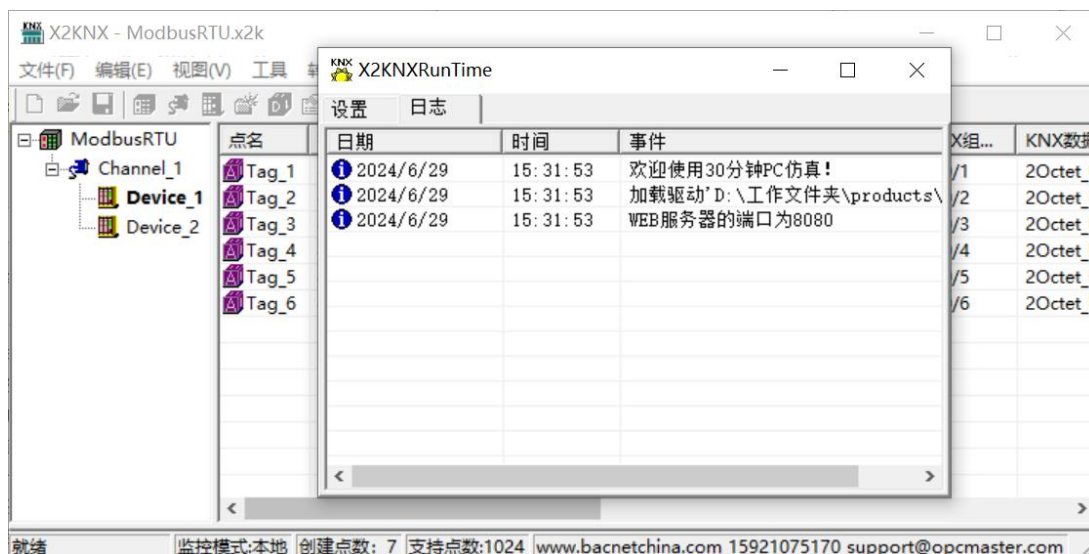 X2KNX - ModbusRTU.x2k
文件(F) 编辑(E) 视图(V) 工具
KNX X2KNXRunTime
设置 日志
日期 时间 事件
2024/6/29 15:31:53 欢迎使用30分钟PC仿真!
2024/6/29 15:31:53 加载驱动'D:\工作文件夹\products\
2024/6/29 15:31:53 WEB服务器的端口为8080
ModbusRTU
Channel_1
Device_1
Device_2
点名 X组... KNX数据
Tag_1 /1 2Octet_
Tag_2 /2 2Octet_
Tag_3 /3 2Octet_
Tag_4 /4 2Octet_
Tag_5 /5 2Octet_
Tag_6 /6 2Octet_
就绪 监控模式:本地 创建点数: 7 支持点数:1024 www.bacnetchina.com 15921075170 support@opcmaster.com